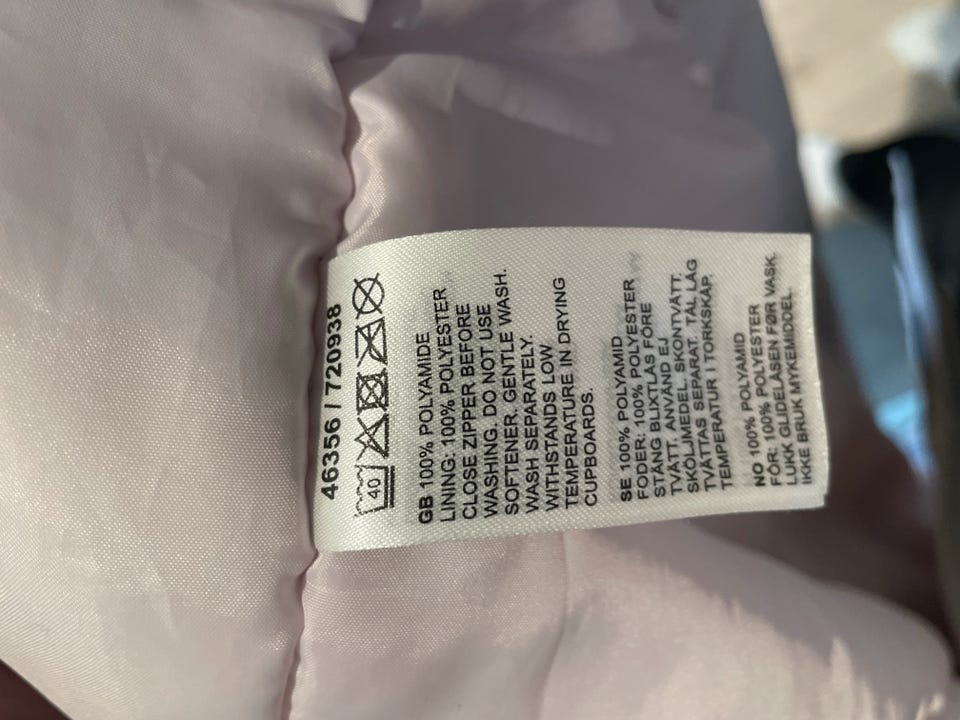 46356 / 720938
40
GB 100% POLYAMIDE
LINING: 100% POLYESTER
CLOSE ZIPPER BEFORE
WASHING. DO NOT USE
SOFTENER. GENTLE WASH.
WASH SEPARATELY.
WITHSTANDS LOW
TEMPERATURE IN DRYING
CUPBOARDS.
SE 100% POLYAMID
FODER: 100% POLYESTER
STÄNG BLIXTLÅS FÖRE
TVÄTT. ANVÄND EJ
SKÖLJMEDEL. SKONTVÄTT.
TVÄTTAS SEPARAT. TÅL LÅG
TEMPERATUR I TORKSKÅP.
NO 100% POLYAMID
FÔR: 100% POLYESTER
LUKK GLIDELÅSEN FØR VASK.
IKKE BRUK MYKEMIDDEL.